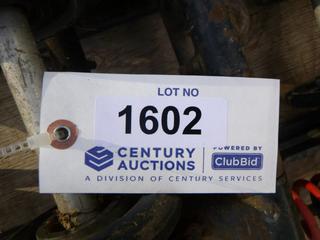 LOT NO
1602
CENTURY
AUCTIONS
POWERED BY
ClubBid
A DIVISION OF CENTURY SERVICES